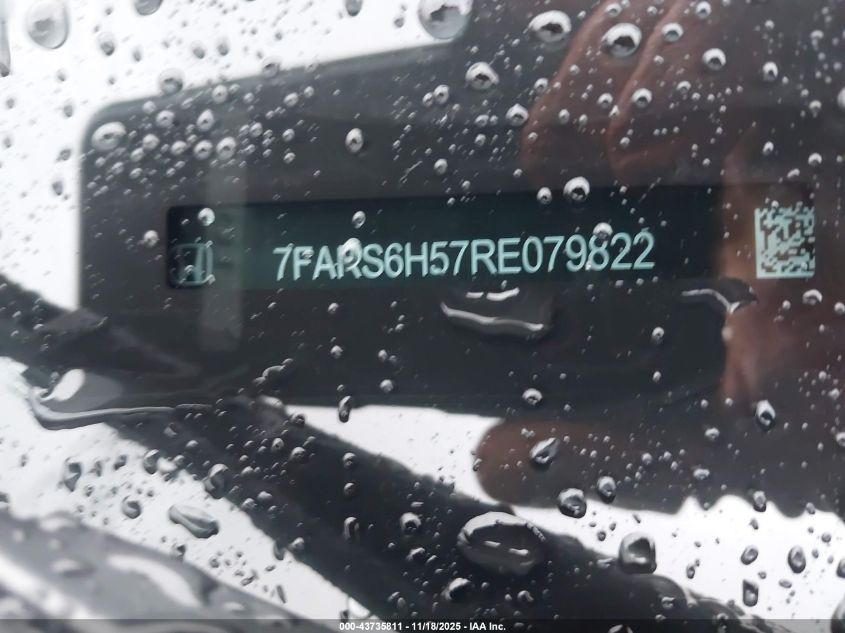 7FARS6H57RE079822
000-43735811 - 11/18/2025 - IAA Inc.